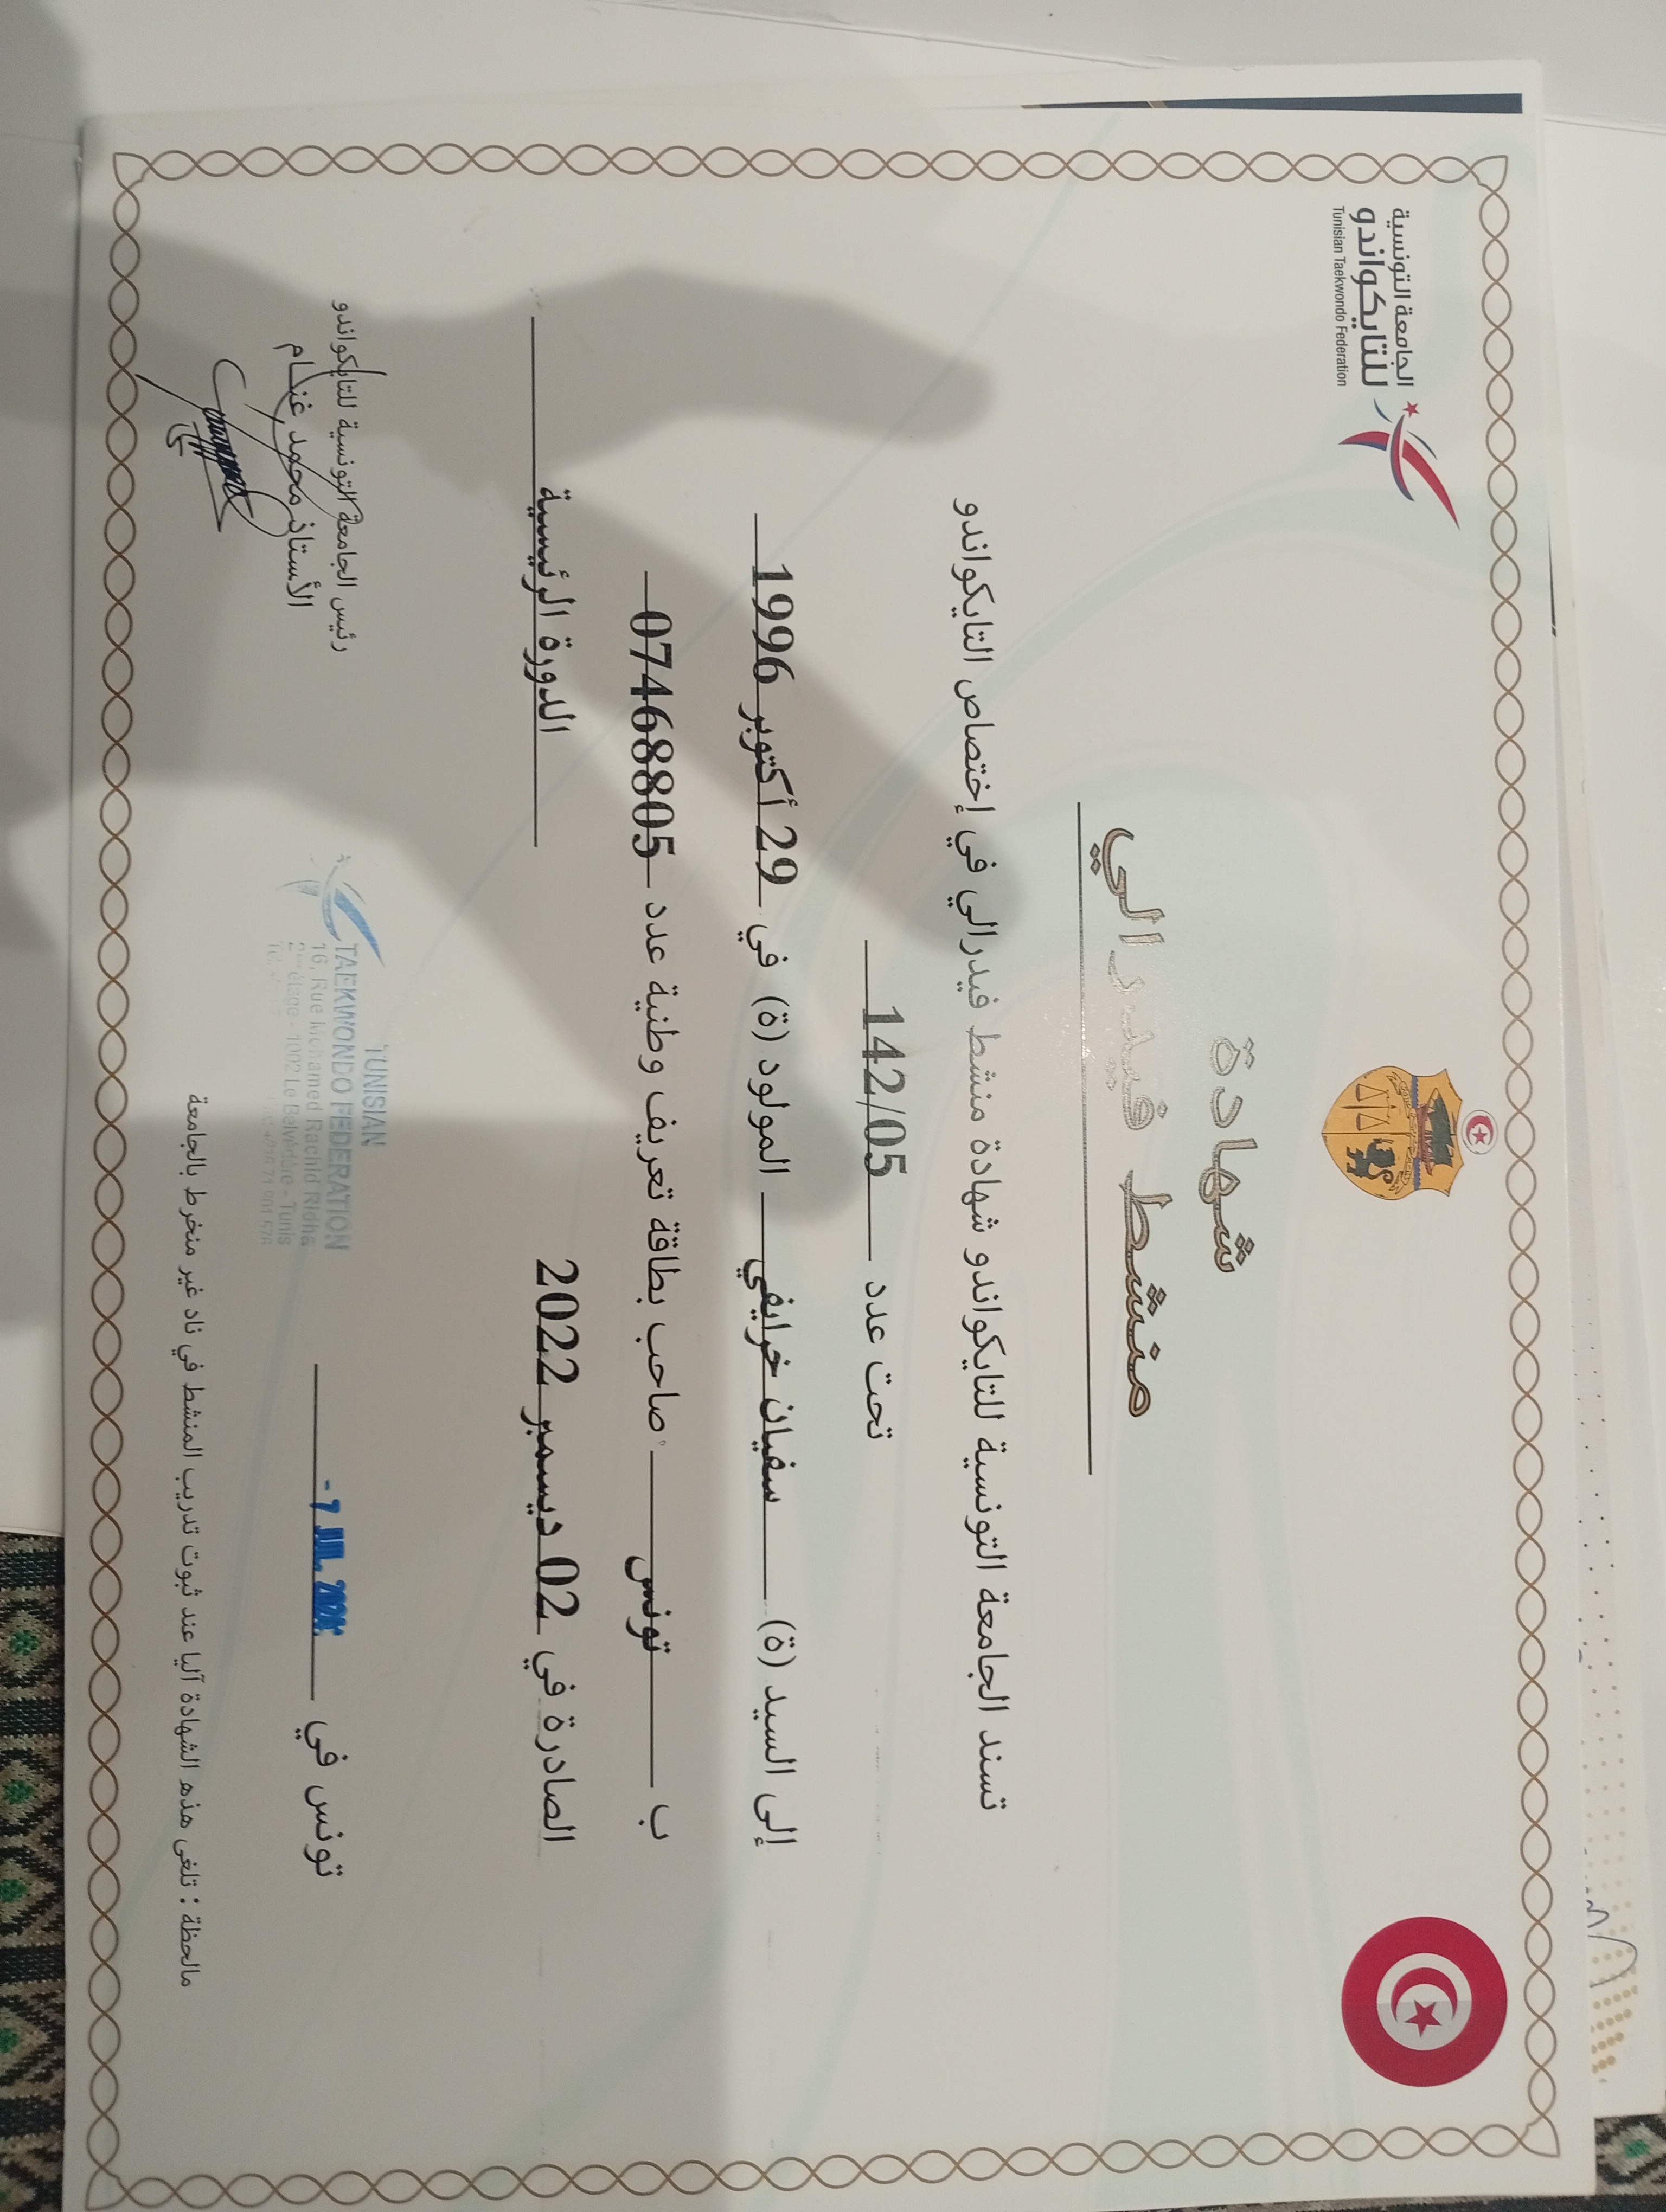 الجامعة التونسية
للتايكواندو
Tunisian Taekwondo Federation
شهادة
منشط فيدرالي
تسند الجامعة التونسية للتايكواندو شهادة منشط فيدرالي في إختصاص التايكواندو
تحت عدد 142/05
إلى السيد (ة) سفيان خرايفي المولود (ة) في 29 أكتوبر 1996
ب تونس صاحب بطاقة تعريف وطنية عدد 07468805
الصادرة في 02 ديسمبر 2022 الدورة الرئيسية
رئيس الجامعة التونسية للتايكواندو
الأستاذ محمد غنام
تونس في - 7 JUIL.
TUNISIAN
TAEKWONDO FEDERATION
16, Rue Mohamed Rachid Ridha
2ème étage - 1002 Le Belvédère - Tunis
مالحظة : تلغى هذه الشهادة آليا عند ثبوت تدريب المنشط في ناد غير منخرط بالجامعة